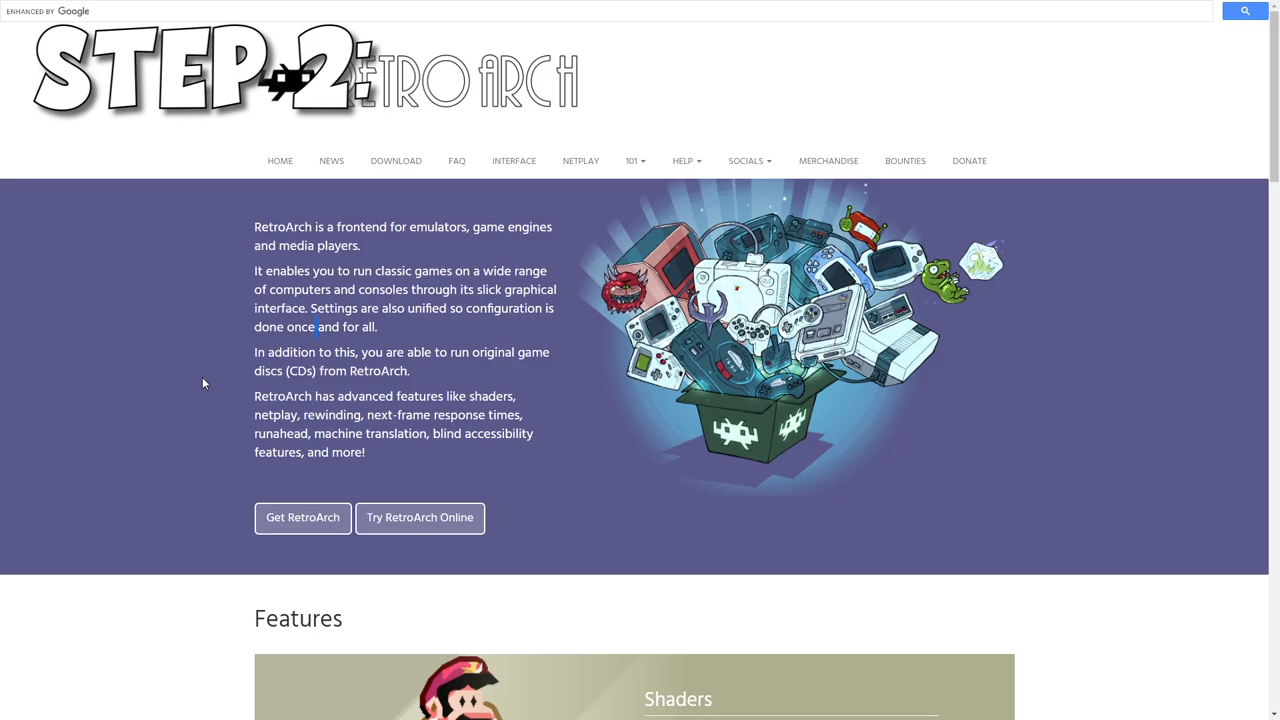 ENHANCED BY Google
STEP 2:
RETROARCH
HOME NEWS DOWNLOAD FAQ INTERFACE NETPLAY 101 HELP SOCIALS MERCHANDISE BOUNTIES DONATE
RetroArch is a frontend for emulators, game engines
and media players.
It enables you to run classic games on a wide range
of computers and consoles through its slick graphical
interface. Settings are also unified so configuration is
done once and for all.
In addition to this, you are able to run original game
discs (CDs) from RetroArch.
RetroArch has advanced features like shaders,
netplay, rewinding, next-frame response times,
runahead, machine translation, blind accessibility
features, and more!
Get RetroArch Try RetroArch Online
Features
Shaders